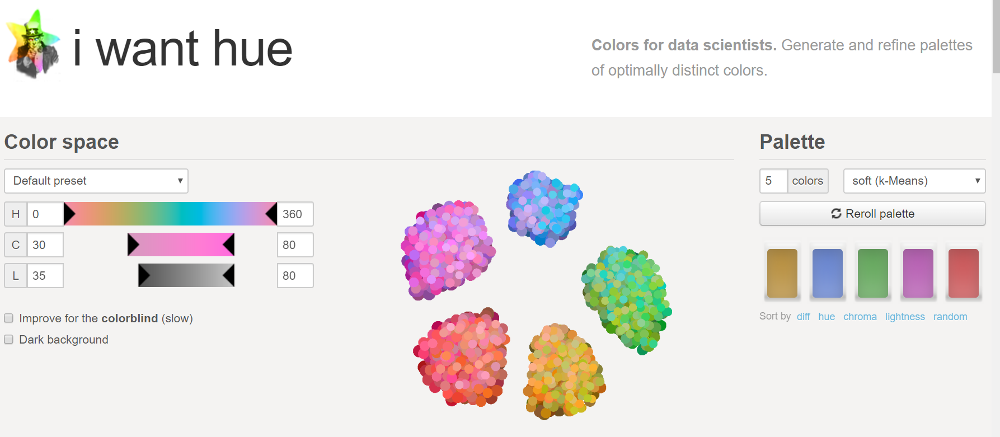 i want hue
Colors for data scientists. Generate and refine palettes
of optimally distinct colors.
Color space
Default preset
H 0 360
C 30 80
L 35 80
Improve for the colorblind (slow)
Dark background
Palette
5 colors soft (k-Means)
Reroll palette
Sort by diff hue chroma lightness random